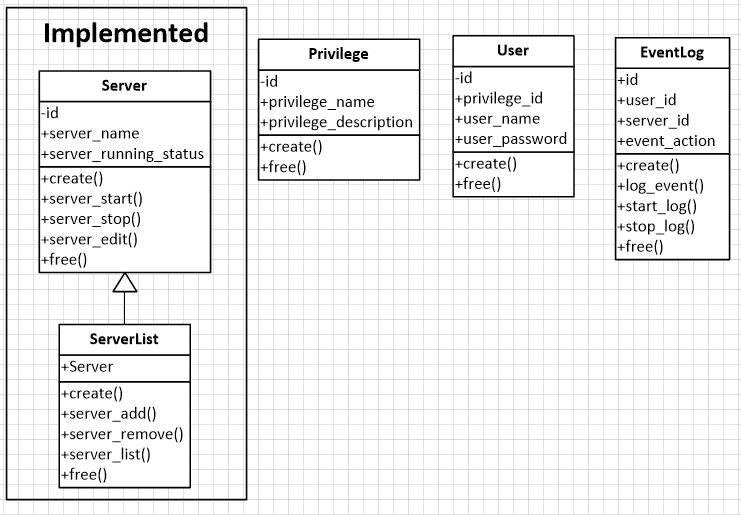 Implemented
Server
-id
+server_name
+server_running_status
+create()
+server_start()
+server_stop()
+server_edit()
+free()
ServerList
+Server
+create()
+server_add()
+server_remove()
+server_list()
+free()
Privilege
-id
+privilege_name
+privilege_description
+create()
+free()
User
-id
+privilege_id
+user_name
+user_password
+create()
+free()
EventLog
+id
+user_id
+server_id
+event_action
+create()
+log_event()
+start_log()
+stop_log()
+free()